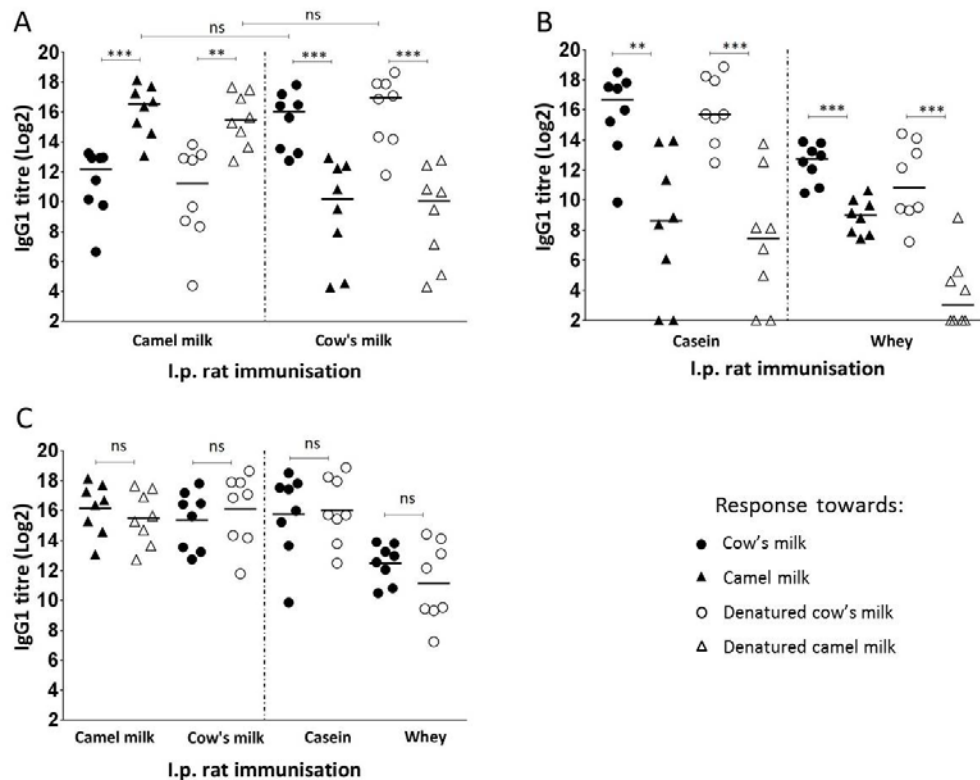 A
ns
ns
*** ** *** ***
IgG1 titre (Log2)
20
18
16
14
12
10
8
6
4
2
Camel milk Cow's milk
I.p. rat immunisation
B
** ***
*** ***
IgG1 titre (Log2)
20
18
16
14
12
10
8
6
4
2
Casein Whey
I.p. rat immunisation
C
ns ns ns
ns
IgG1 titre (Log2)
20
18
16
14
12
10
8
6
4
2
Camel milk Cow's milk Casein Whey
I.p. rat immunisation
Response towards:
Cow's milk
Camel milk
Denatured cow's milk
Denatured camel milk